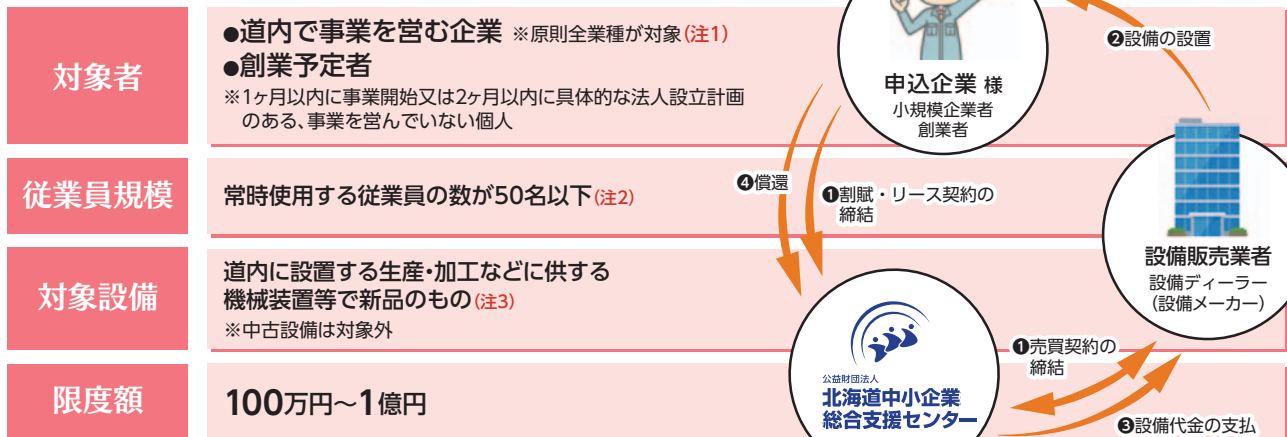 対象者
●道内で事業を営む企業 ※原則全業種が対象(注1)
●創業予定者
※1ヶ月以内に事業開始又は2ヶ月以内に具体的な法人設立計画
のある、事業を営んでいない個人
従業員規模
常時使用する従業員の数が50名以下(注2)
対象設備
道内に設置する生産・加工などに供する
機械装置等で新品のもの(注3)
※中古設備は対象外
限度額
100万円~1億円
申込企業 様
小規模企業者
創業者
❷設備の設置
❹償還
❶割賦・リース契約の
締結
設備販売業者
設備ディーラー
(設備メーカー)
公益財団法人
北海道中小企業
総合支援センター
❶売買契約の
締結
❸設備代金の支払